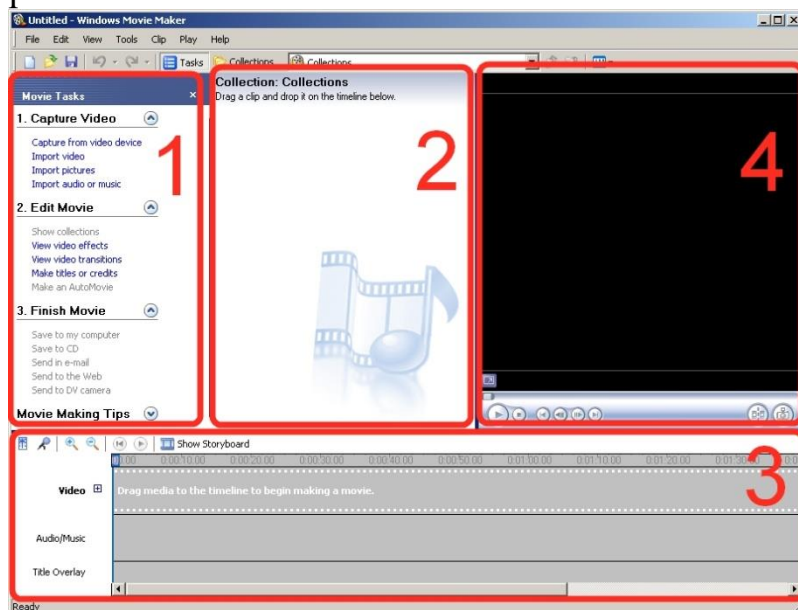 Untitled - Windows Movie Maker
File Edit View Tools Clip Play Help
Tasks Collections Collections
Movie Tasks
1. Capture Video
Capture from video device
Import video
Import pictures
Import audio or music
2. Edit Movie
Show collections
View video effects
View video transitions
Make titles or credits
Make an AutoMovie
3. Finish Movie
Save to my computer
Save to CD
Send in e-mail
Send to the Web
Send to DV camera
Movie Making Tips
1
Collection: Collections
Drag a clip and drop it on the timeline below.
2
4
Show Storyboard
0:00:10.00 0:00:20.00 0:00:30.00 0:00:40.00 0:00:50.00 0:01:00.00 0:01:10.00 0:01:20.00
Video
Drag media to the timeline to begin making a movie.
Audio/Music
Title Overlay
3
Ready